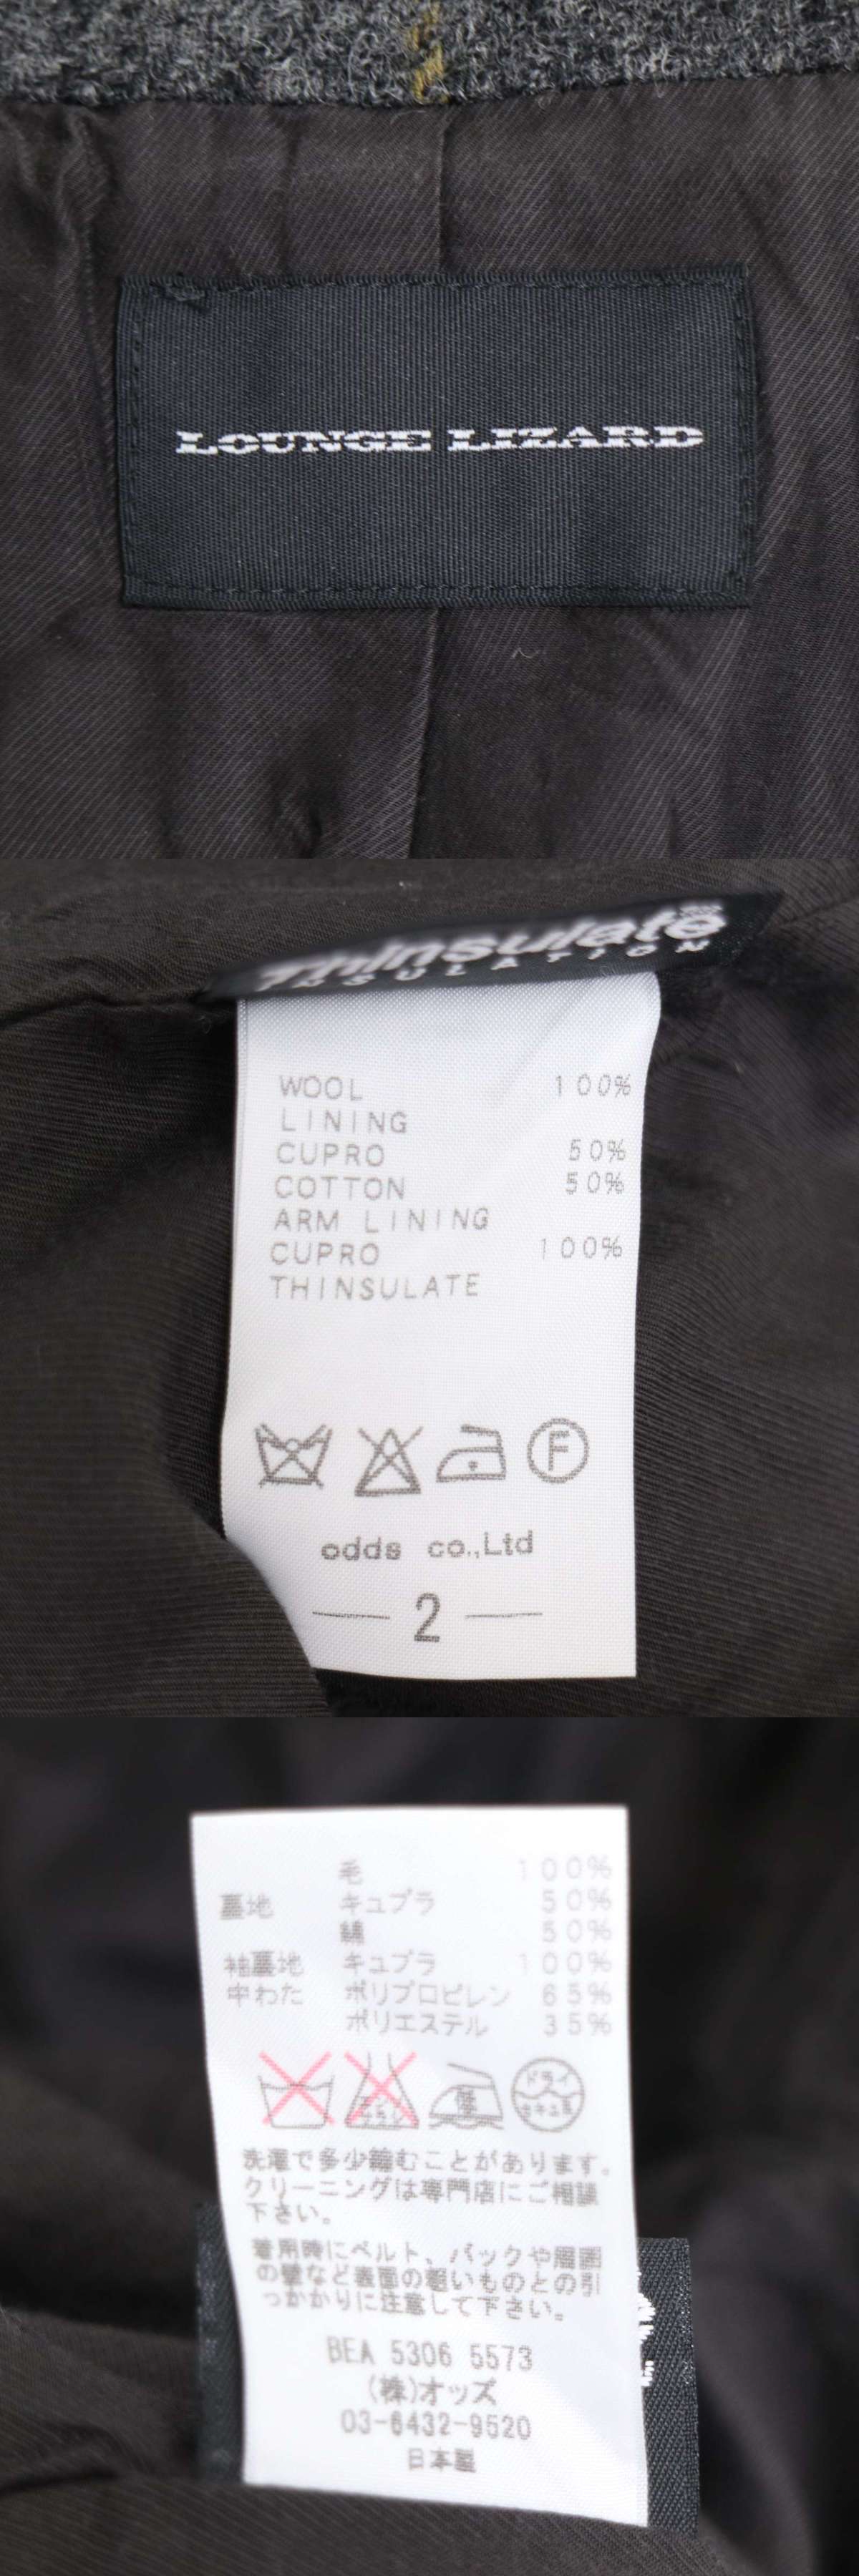 LOUNGE LIZARD
Thinsulate
INSULATION
WOOL 100%
LINING
CUPRO 50%
COTTON 50%
ARM LINING
CUPRO 100%
THINSULATE
F
odds co.,Ltd
2
毛 100%
裏地 キュプラ 50%
綿 50%
袖裏地 キュプラ 100%
中わた ポリプロピレン 65%
ポリエステル 35%
ドライ
セキユ系
洗濯で多少縮むことがあります。
クリーニングは専門店にご相談
下さい。
着用時にベルト、バックや周囲
の壁など表面の粗いものとの引
っかかりに注意して下さい。
BEA 5306 5573
(株)オッズ
03-6432-9520
日本製